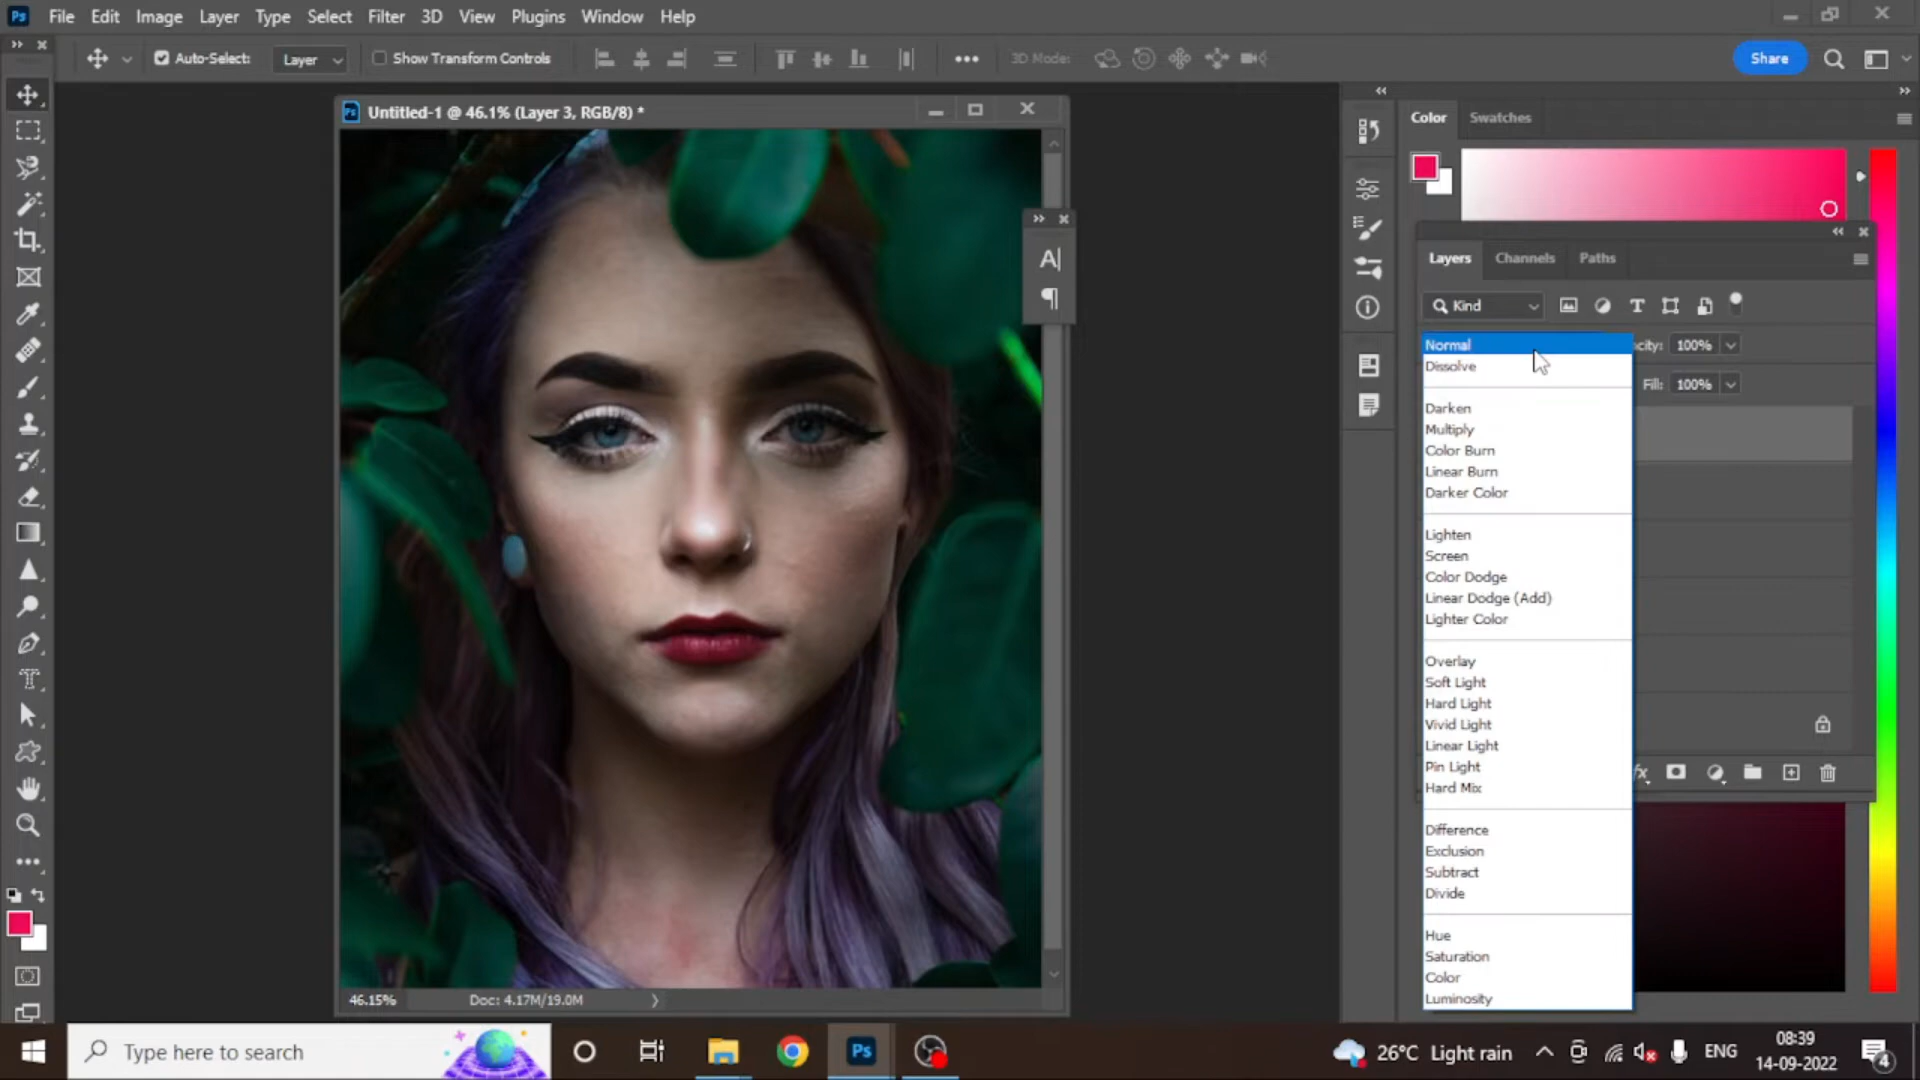 Ps File Edit Image Layer Type Select Filter 3D View Plugins Window Help
Auto-Select: Layer Show Transform Controls 3D Mode: Share
Untitled-1 @ 46.1% (Layer 3, RGB/8) *
Color Swatches
A
Layers Channels Paths
Kind
Normal
Dissolve
Darken
Multiply
Color Burn
Linear Burn
Darker Color
Lighten
Screen
Color Dodge
Linear Dodge (Add)
Lighter Color
Overlay
Soft Light
Hard Light
Vivid Light
Linear Light
Pin Light
Hard Mix
Difference
Exclusion
Subtract
Divide
Hue
Saturation
Color
Luminosity
city: 100%
Fill: 100%
fx
46.15% Doc: 4.17M/19.0M
Type here to search
Ps
26°C Light rain
ENG
08:39
14-09-2022
4